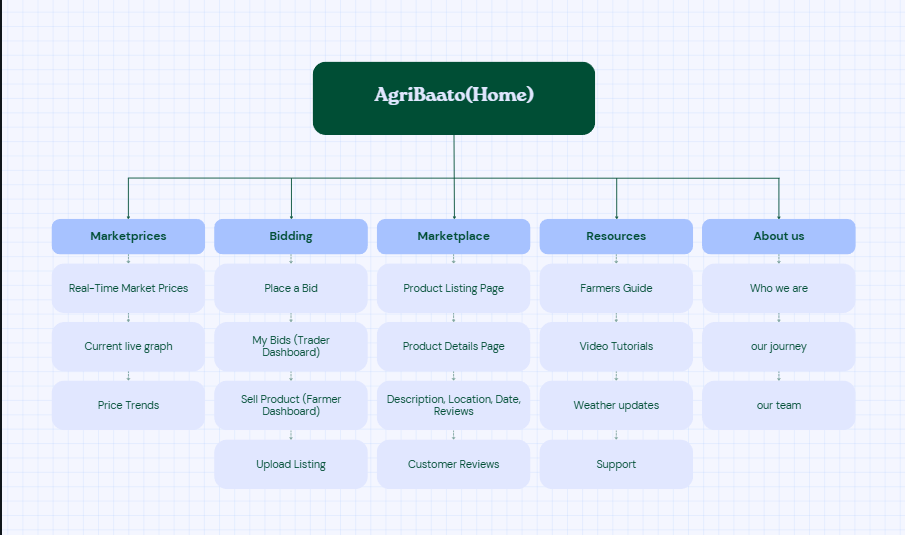 AgriBaato(Home)
Marketprices
Bidding
Marketplace
Resources
About us
Real-Time Market Prices
Place a Bid
Product Listing Page
Farmers Guide
Who we are
Current live graph
My Bids (Trader
Dashboard)
Product Details Page
Video Tutorials
our journey
Price Trends
Sell Product (Farmer
Dashboard)
Description, Location, Date,
Reviews
Weather updates
our team
Upload Listing
Customer Reviews
Support